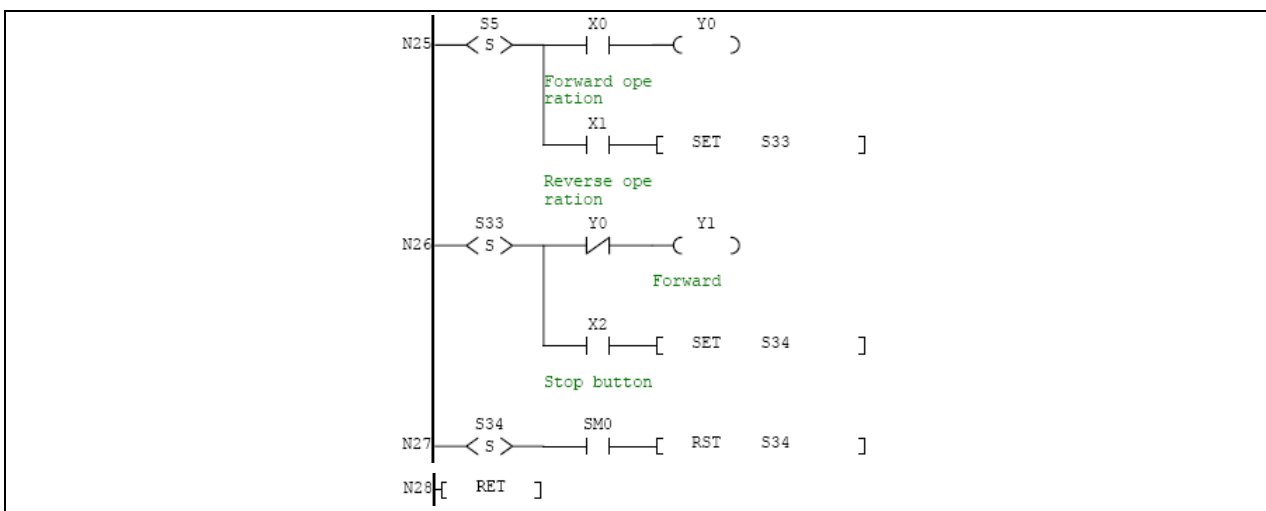 S5 X0 Y0
N25 S
Forward ope
ration
X1
SET S33
Reverse ope
ration
S33 Y0 Y1
N26 S
Forward
X2
SET S34
Stop button
S34 SM0
N27 S RST S34
N28 RET